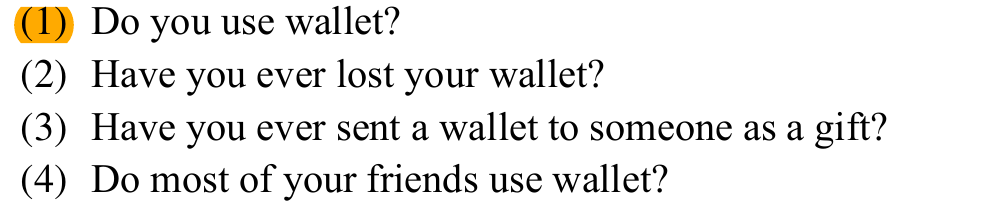 (1) Do you use wallet?
(2) Have you ever lost your wallet?
(3) Have you ever sent a wallet to someone as a gift?
(4) Do most of your friends use wallet?